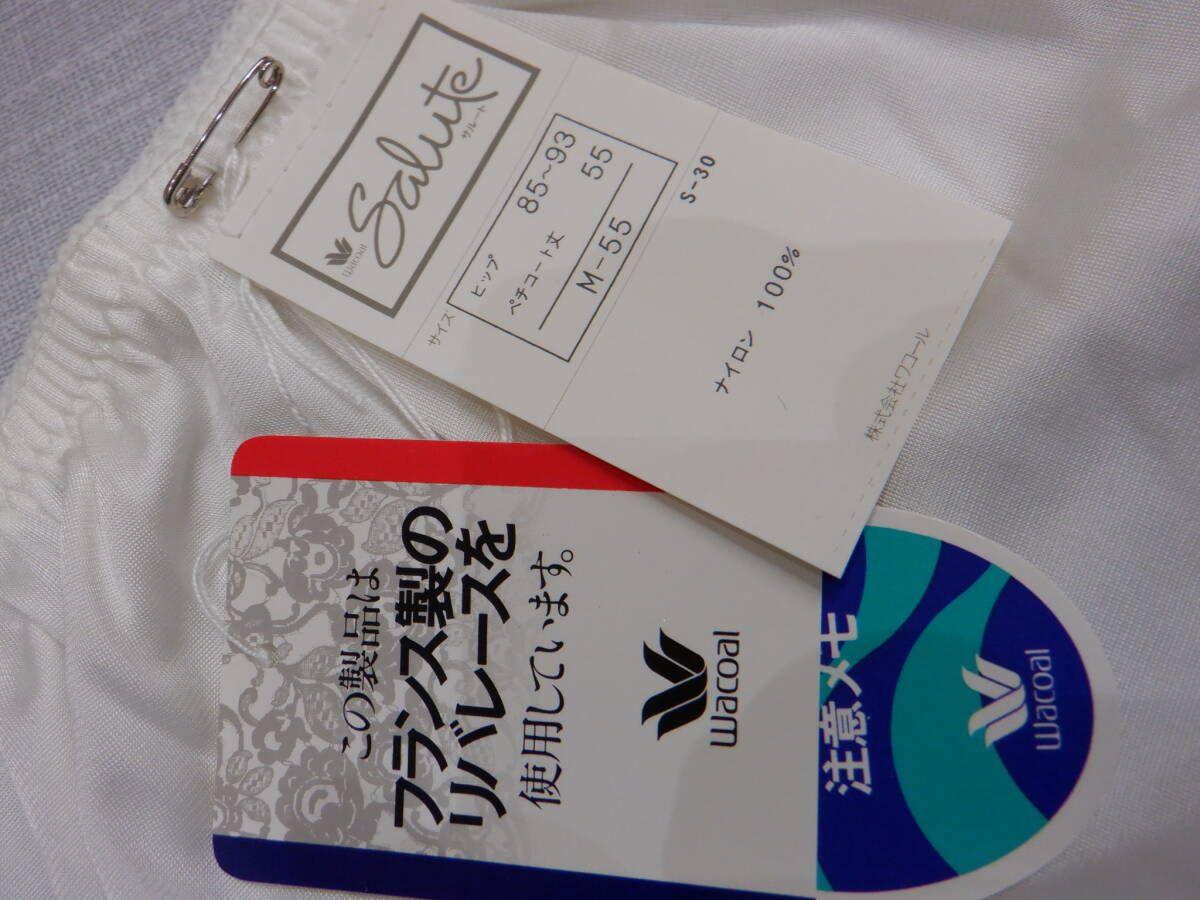 wacoal
Salute
サルート
サイズ
ヒップ 85~93
ペチコート丈 55
M-55
S-30
ナイロン 100%
株式会社ワコール
この製品は
フランス製の
リバレースを
使用しています。
wacoal
注意メモ
wacoal